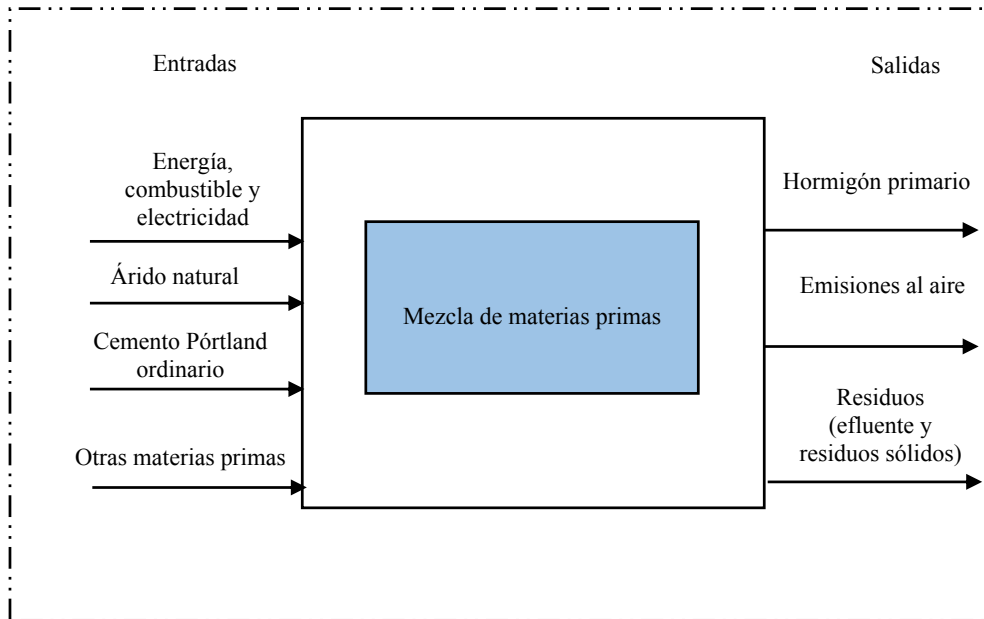 Entradas
Salidas
Energía,
combustible y
electricidad
Árido natural
Cemento Pórtland
ordinario
Otras materias primas
Mezcla de materias primas
Hormigón primario
Emisiones al aire
Residuos
(efluente y
residuos sólidos)